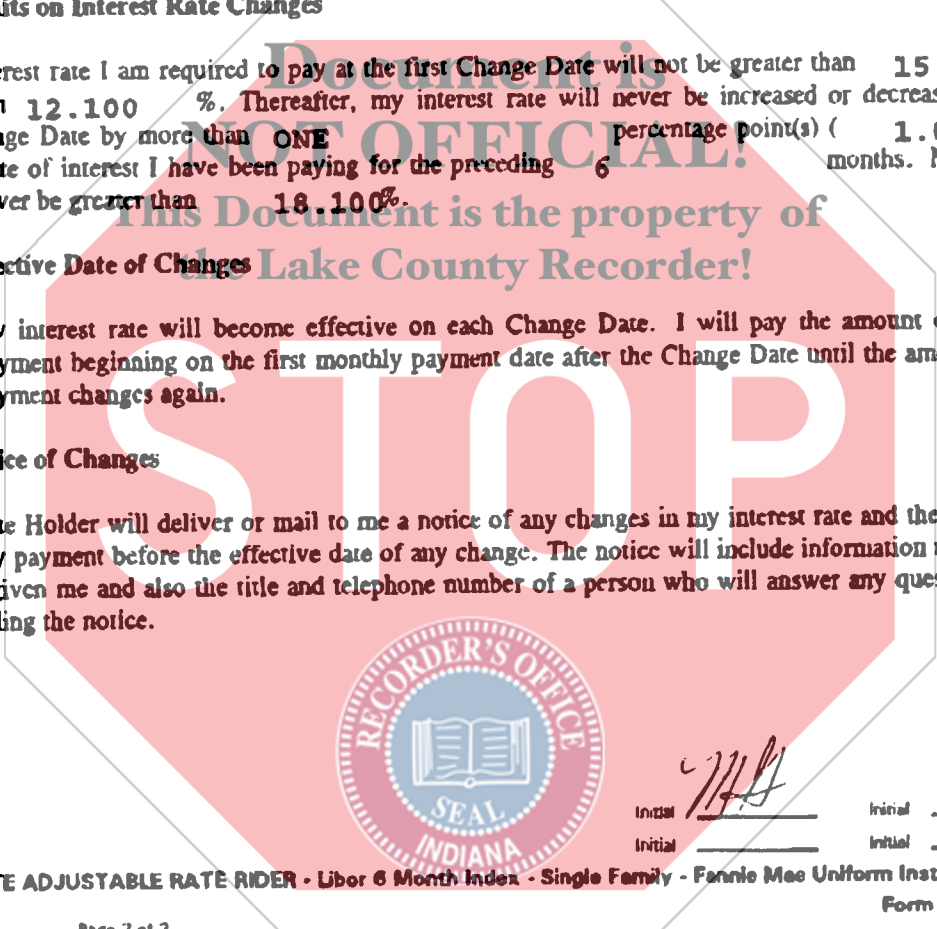 its on Interest Rate Changes
Document is
erest rate I am required to pay at the first Change Date will not be greater than 15
12.100 %. Thereafter, my interest rate will never be increased or decreas
ge Date by more than ONE percentage point(s) ( 1.0
NOT OFFICIAL!
te of interest I have been paying for the preceding 6 months.
ver be greater than 18.100%.
This Document is the property of
the Lake County Recorder!
ective Date of Changes
interest rate will become effective on each Change Date. I will pay the amount
yment beginning on the first monthly payment date after the Change Date until the am
yment changes again.
STOP
ice of Changes
e Holder will deliver or mail to me a notice of any changes in my interest rate and the
payment before the effective date of any change. The notice will include information
iven me and also the title and telephone number of a person who will answer any ques
ding the notice.
RECORDER'S OFFICE
SEAL
INDIANA
Initial Initial
Initial Initial
E ADJUSTABLE RATE RIDER - Libor 6 Month Index - Single Family - Fannie Mae Uniform Inst
Form
Page 2 of 2